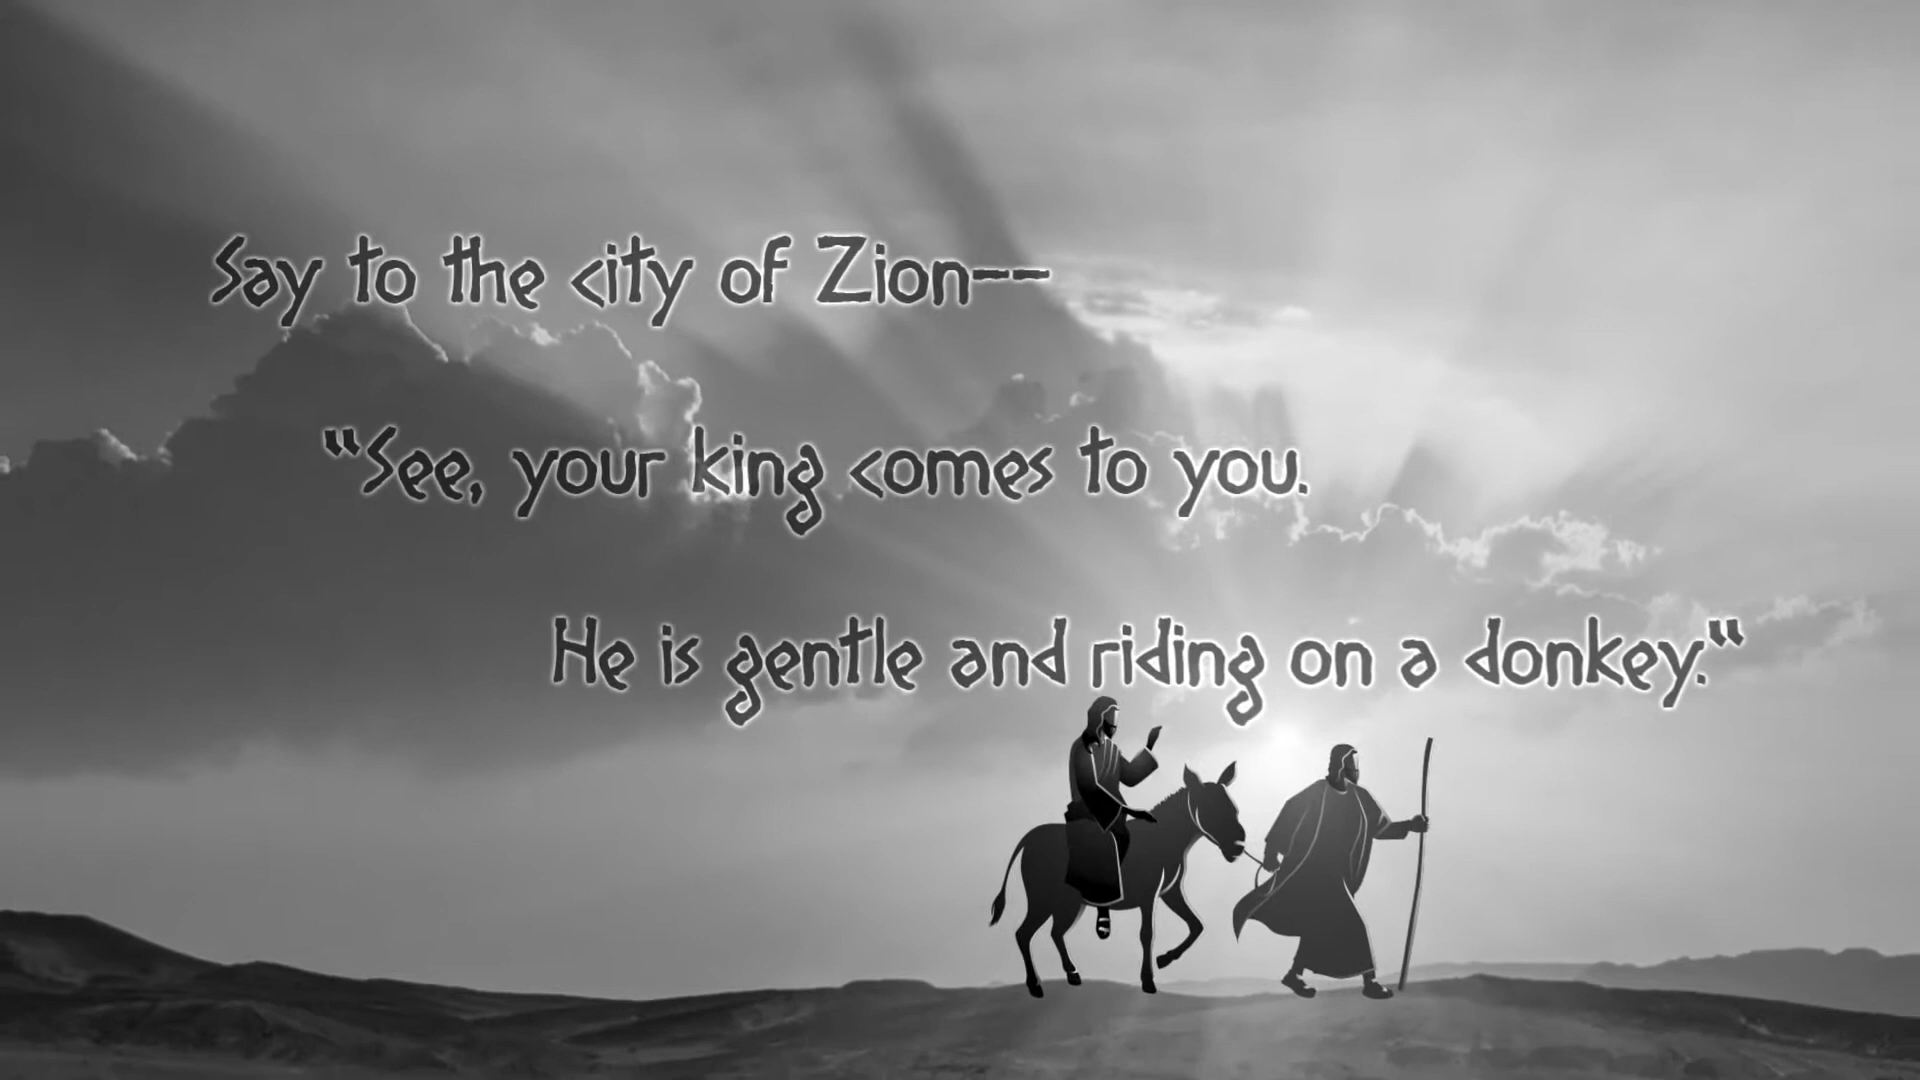 Say to the city of Zion--
"See, your king comes to you.
He is gentle and riding on a donkey."